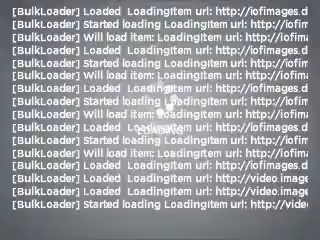 [BulkLoader] Loaded LoadingItem url: http://iofimages.d
[BulkLoader] Started loading LoadingItem url: http://iofim
[BulkLoader] Will load item: LoadingItem url: http://iofima
[BulkLoader] Loaded LoadingItem url: http://iofimages.d
[BulkLoader] Started loading LoadingItem url: http://iofim
[BulkLoader] Will load item: LoadingItem url: http://iofima
[BulkLoader] Loaded LoadingItem url: http://iofimages.d
[BulkLoader] Started loading LoadingItem url: http://iofim
[BulkLoader] Will load item: LoadingItem url: http://iofima
[BulkLoader] Loaded LoadingItem url: http://iofimages.d
LOADING
[BulkLoader] Started loading LoadingItem url: http://iofim
[BulkLoader] Will load item: LoadingItem url: http://iofima
[BulkLoader] Loaded LoadingItem url: http://iofimages.d
[BulkLoader] Loaded LoadingItem url: http://video.image
[BulkLoader] Loaded LoadingItem url: http://video.image
[BulkLoader] Started loading LoadingItem url: http://vide